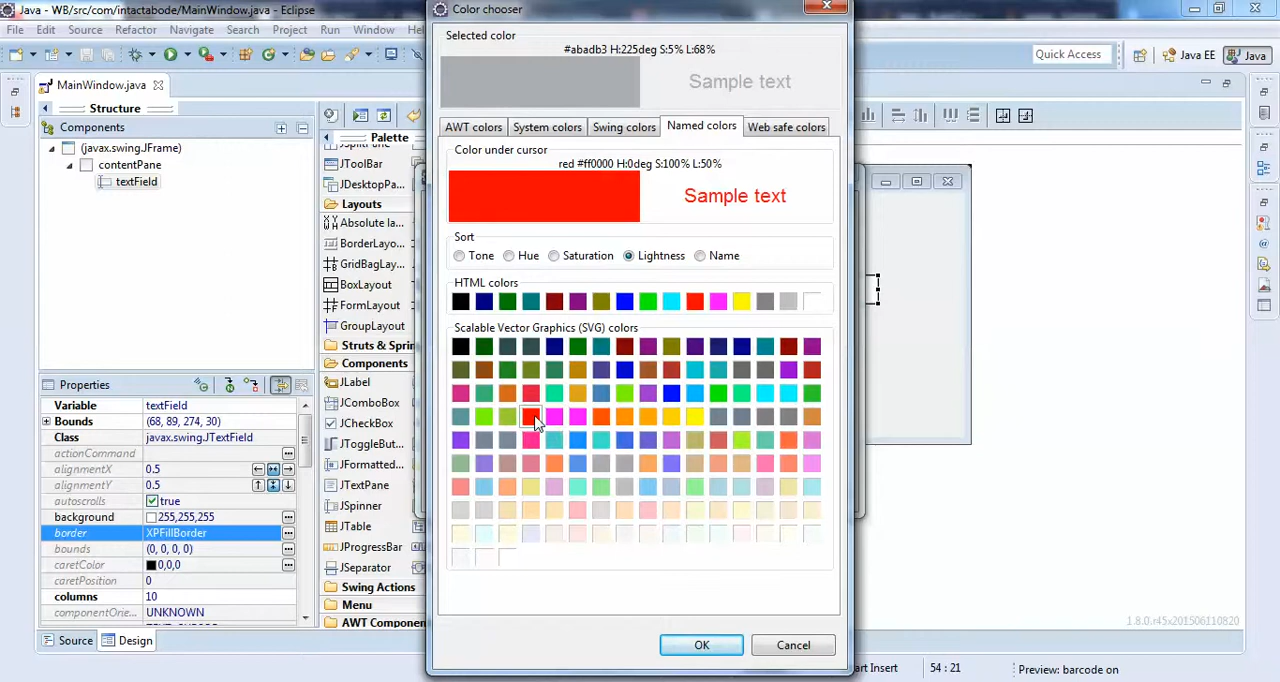 Java - WB/src/com/intactabode/MainWindow.java - Eclipse
File Edit Source Refactor Navigate Search Project Run Window
Quick Access
Java EE
Java
MainWindow.java
Structure
Components
(javax.swing.JFrame)
contentPane
textField
Palette
JToolBar
JDesktopPa...
Layouts
Absolute la...
BorderLayo...
GridBagLay...
BoxLayout
FormLayout
GroupLayout
Struts & Sprin
Components
JLabel
JComboBox
JCheckBox
JToggleBut...
JFormatted...
JTextPane
JSpinner
JTable
JProgressBar
JSeparator
Swing Actions
Menu
AWT Componen
Properties
Variable textField
Bounds (68, 89, 274, 30)
Class javax.swing.JTextField
actionCommand
alignmentX 0.5
alignmentY 0.5
autoscrolls true
background 255,255,255
border XPFillBorder
bounds (0, 0, 0, 0)
caretColor 0,0,0
caretPosition 0
columns 10
componentOrie... UNKNOWN
Source Design
Color chooser
Selected color
#abadb3 H:225deg S:5% L:68%
Sample text
AWT colors System colors Swing colors Named colors Web safe colors
Color under cursor
red #ff0000 H:0deg S:100% L:50%
Sample text
Sort
Tone Hue Saturation Lightness Name
HTML colors
Scalable Vector Graphics (SVG) colors
OK Cancel
1.8.0.r45x201506110820
art Insert 54 : 21 Preview: barcode on